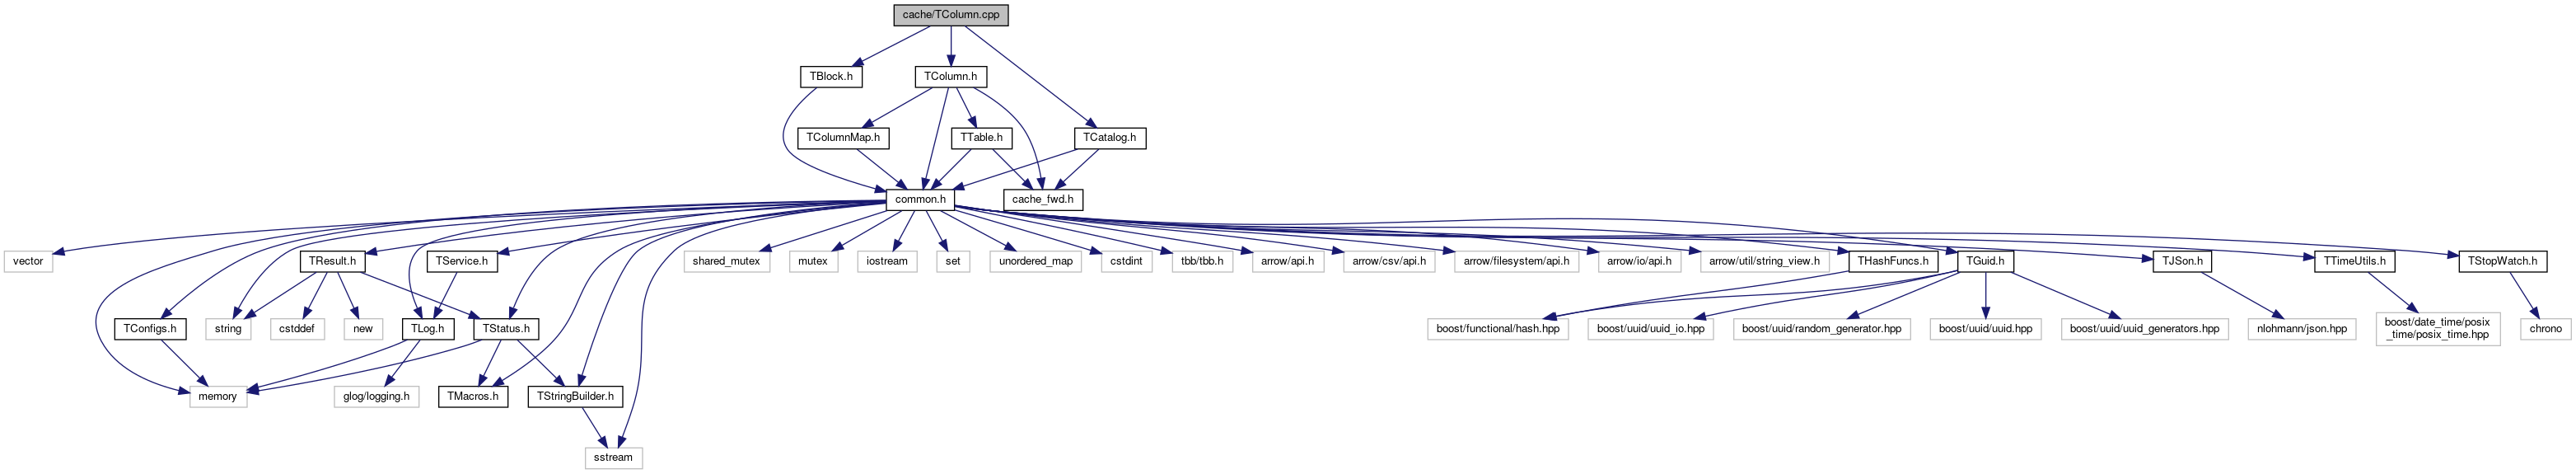 cache/TColumn.cpp
TBlock.h
TColumn.h
TColumnMap.h
TTable.h
TCatalog.h
common.h
cache_fwd.h
vector
TResult.h
TService.h
shared_mutex
mutex
iostream
set
unordered_map
cstdint
tbb/tbb.h
arrow/api.h
arrow/csv/api.h
arrow/filesystem/api.h
arrow/io/api.h
arrow/util/string_view.h
THashFuncs.h
TGuid.h
TJSon.h
TTimeUtils.h
TStopWatch.h
TConfigs.h
string
cstddef
new
TLog.h
TStatus.h
boost/functional/hash.hpp
boost/uuid/uuid_io.hpp
boost/uuid/random_generator.hpp
boost/uuid/uuid.hpp
boost/uuid/uuid_generators.hpp
nlohmann/json.hpp
boost/date_time/posix
_time/posix_time.hpp
chrono
memory
glog/logging.h
TMacros.h
TStringBuilder.h
sstream